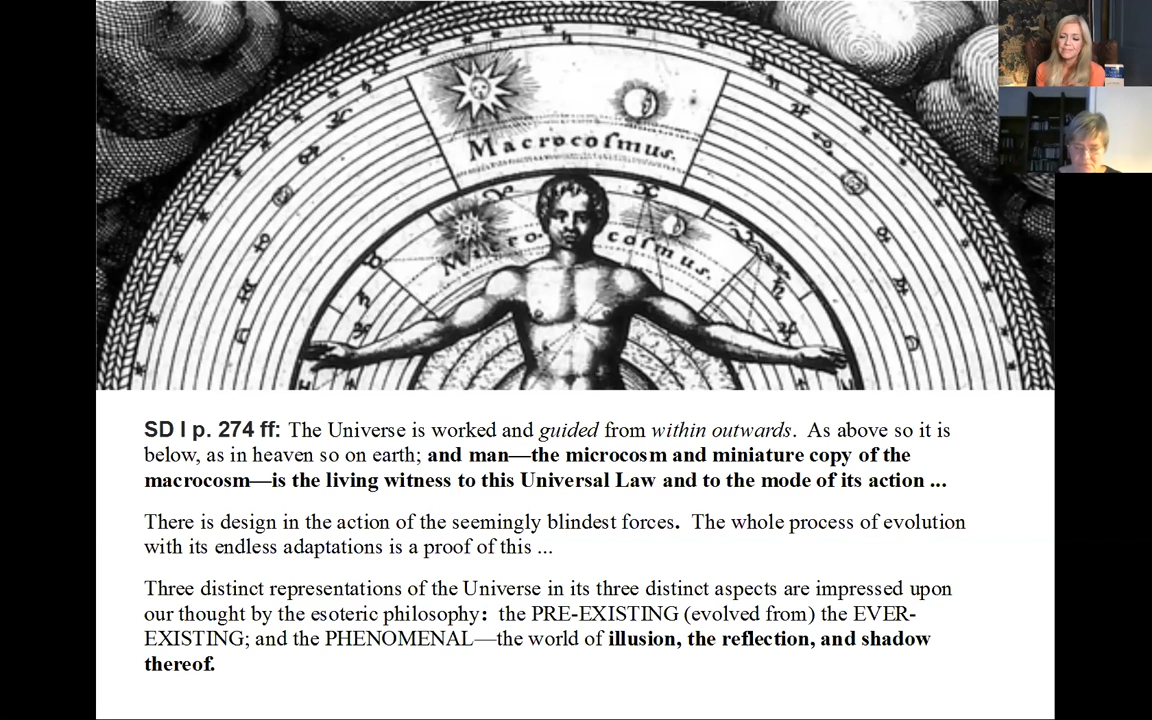 Macrocosmus.
Micro cosmus.
SD I p. 274 ff: The Universe is worked and guided from within outwards. As above so it is
below, as in heaven so on earth; and man—the microcosm and miniature copy of the
macrocosm—is the living witness to this Universal Law and to the mode of its action ...
There is design in the action of the seemingly blindest forces. The whole process of evolution
with its endless adaptations is a proof of this ...
Three distinct representations of the Universe in its three distinct aspects are impressed upon
our thought by the esoteric philosophy: the PRE-EXISTING (evolved from) the EVER-
EXISTING; and the PHENOMENAL—the world of illusion, the reflection, and shadow
thereof.